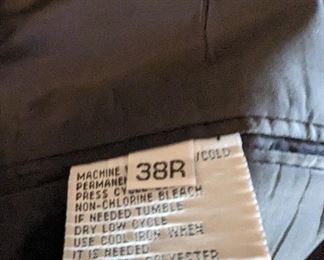 MACHINE
38R
/COLD
PERMANE
PRESS CYCLE
NON-CHLORINE BLEACH
IF NEEDED TUMBLE
DRY LOW CYCLE
USE COOL IRON WHEN
IT IS NEEDED